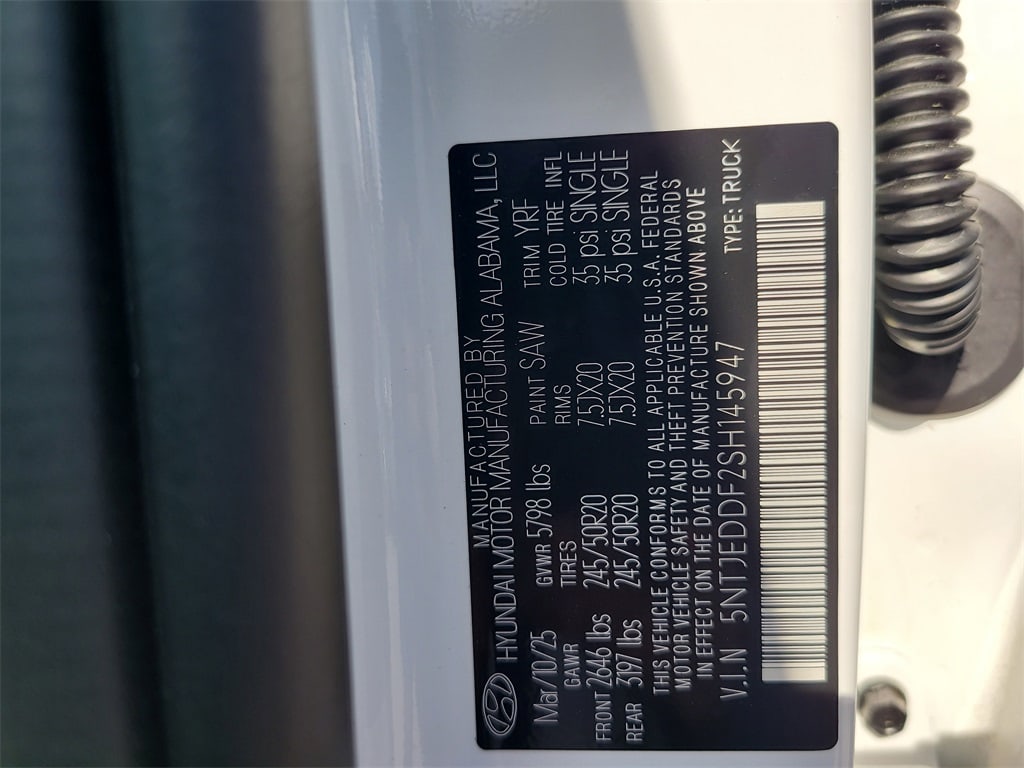 MANUFACTURED BY
HYUNDAI MOTOR MANUFACTURING ALABAMA, LLC
Mar/10/25 GVWR 5798 lbs PAINT SAW TRIM YRF
GAWR TIRES RIMS COLD TIRE INFL
FRONT 2646 lbs 245/50R20 7.5JX20 35 psi SINGLE
REAR 3197 lbs 245/50R20 7.5JX20 35 psi SINGLE
THIS VEHICLE CONFORMS TO ALL APPLICABLE U.S.A. FEDERAL
MOTOR VEHICLE SAFETY AND THEFT PREVENTION STANDARDS
IN EFFECT ON THE DATE OF MANUFACTURE SHOWN ABOVE
V.I.N 5NTJEDDF2SH145947 TYPE: TRUCK